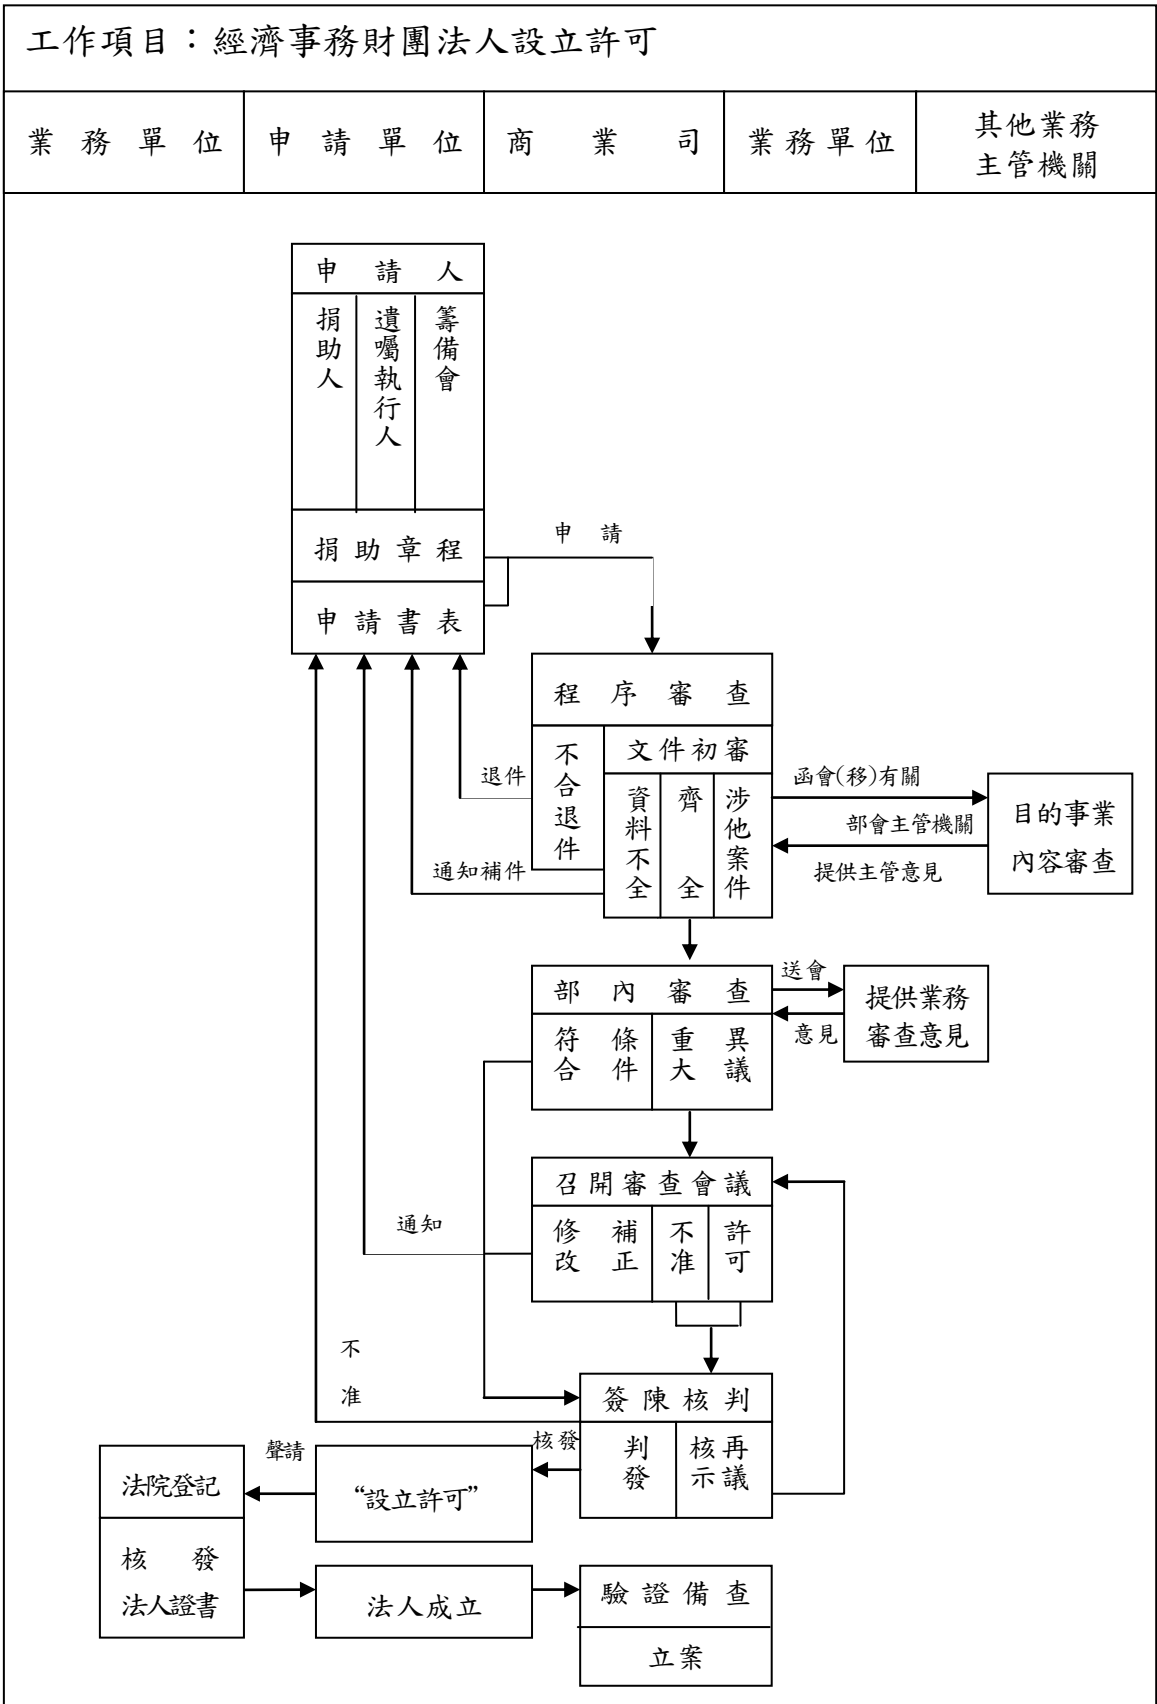 工作項目：經濟事務財團法人設立許可
業務單位
申請單位
商業司
業務單位
其他業務
主管機關
申請人
捐助人
遺囑執行人
籌備會
捐助章程
申請書表
申請
程序審查
不合退件
文件初審
資料不全
齊全
涉他案件
退件
通知補件
函會(移)有關
部會主管機關
提供主管意見
目的事業
內容審查
部內審查
符合
條件
重大
異議
送會
意見
提供業務
審查意見
召開審查會議
修改
補正
不准
許可
通知
不准
簽陳核判
判發
核示
再議
核發
“設立許可”
聲請
法院登記
核發
法人證書
法人成立
驗證備查
立案